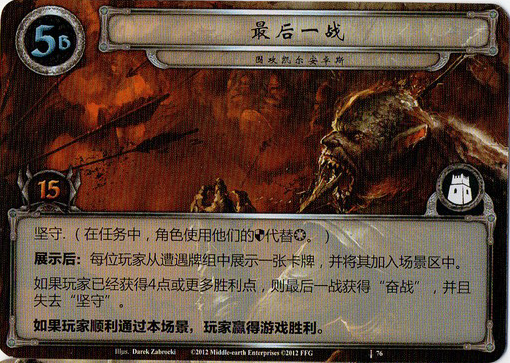 5B
最后一战
围攻凯尔安卓斯
15
坚守.（在任务中，角色使用他们的代替。）
展示后：每位玩家从遭遇牌组中展示一张卡牌，并将其加入场景区中。
如果玩家已经获得4点或更多胜利点，则最后一战获得“奋战”，并且
失去“坚守”。
如果玩家顺利通过本场景，玩家赢得游戏胜利。
Illus. Darek Zabrocki ©2012 Middle-earth Enterprises ©2012 FFG 76